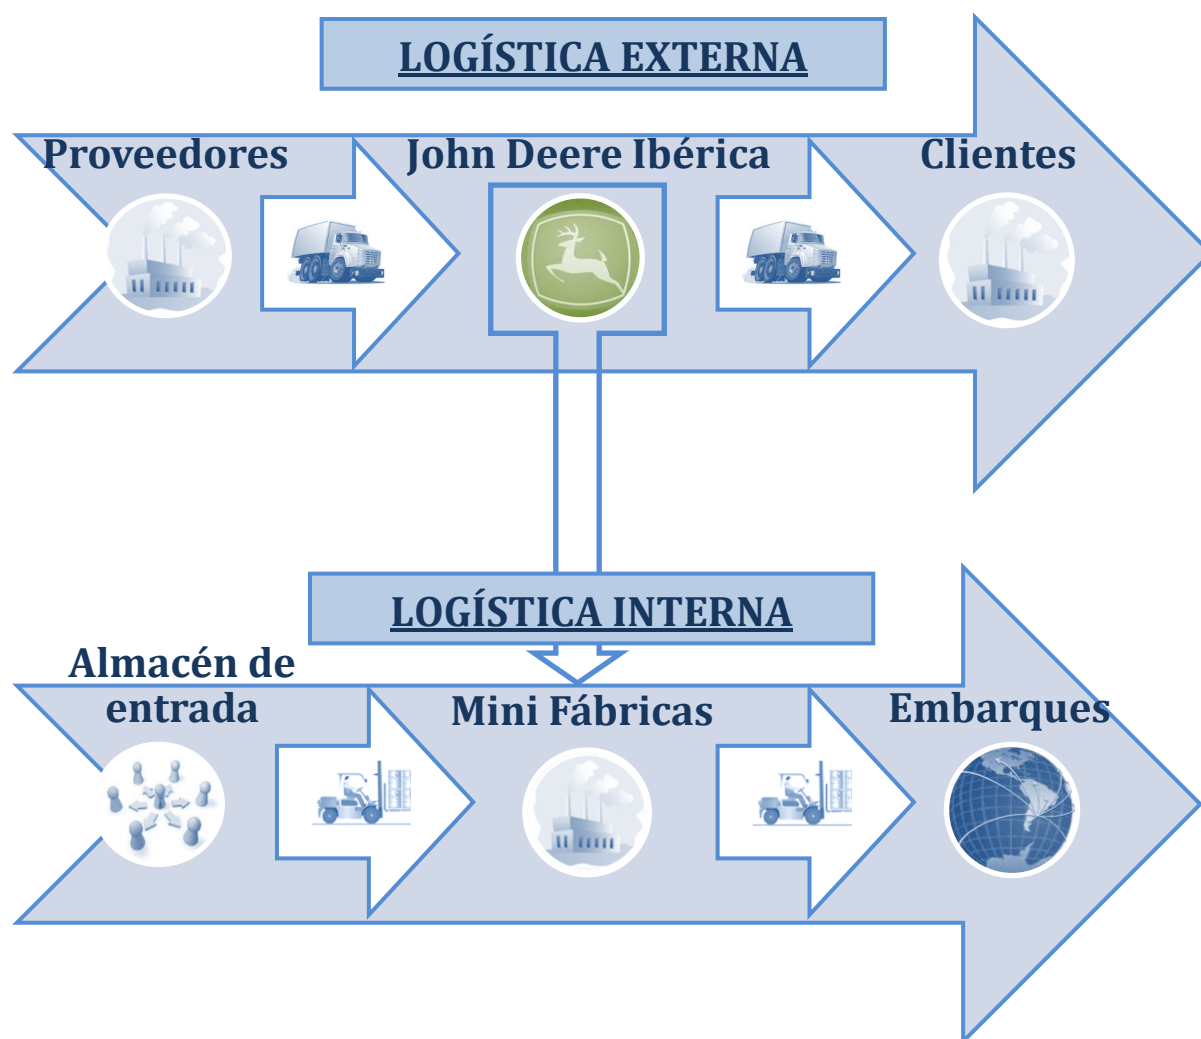 LOGÍSTICA EXTERNA
Proveedores
John Deere Ibérica
Clientes
LOGÍSTICA INTERNA
Almacén de
entrada
Mini Fábricas
Embarques